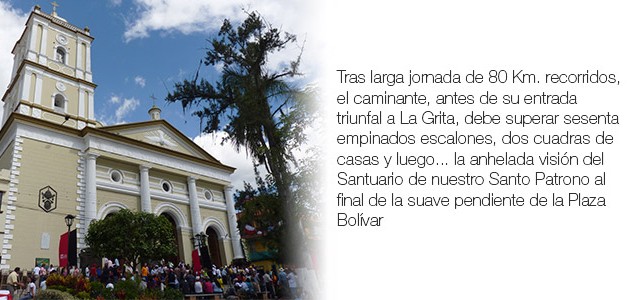 Tras larga jornada de 80 Km. recorridos,
el caminante, antes de su entrada
triunfal a La Grita, debe superar sesenta
empinados escalones, dos cuadras de
casas y luego... la anhelada visión del
Santuario de nuestro Santo Patrono al
final de la suave pendiente de la Plaza
Bolívar